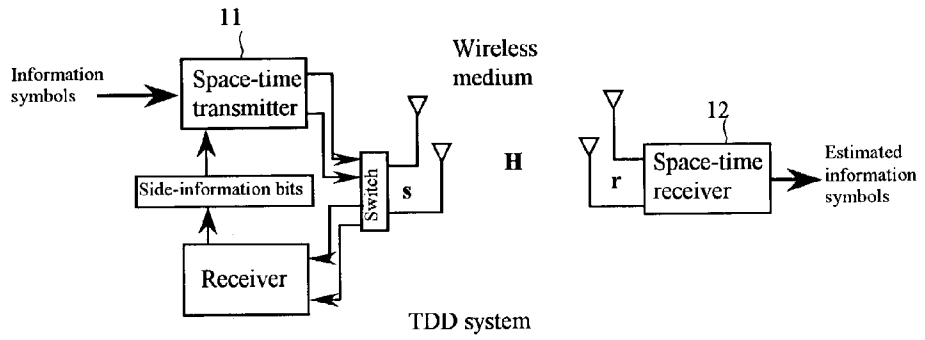 11
Information
symbols
Space-time
transmitter
Wireless
medium
12
Side-information bits
Switch
s
H
r
Space-time
receiver
Estimated
information
symbols
Receiver
TDD system